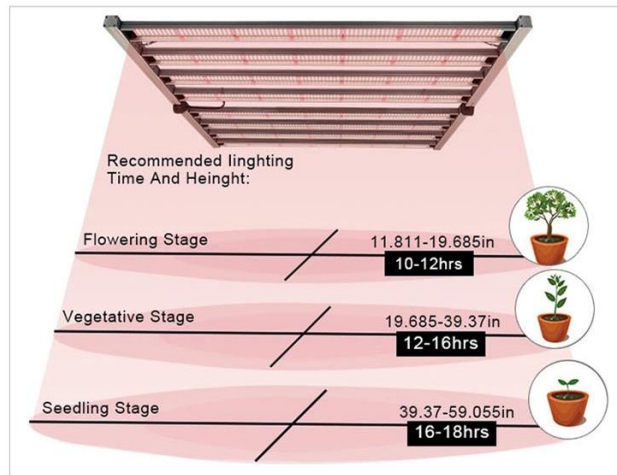 Recommended linghting
Time And Heinght:
Flowering Stage
11.811-19.685in
10-12hrs
Vegetative Stage
19.685-39.37in
12-16hrs
Seedling Stage
39.37-59.055in
16-18hrs